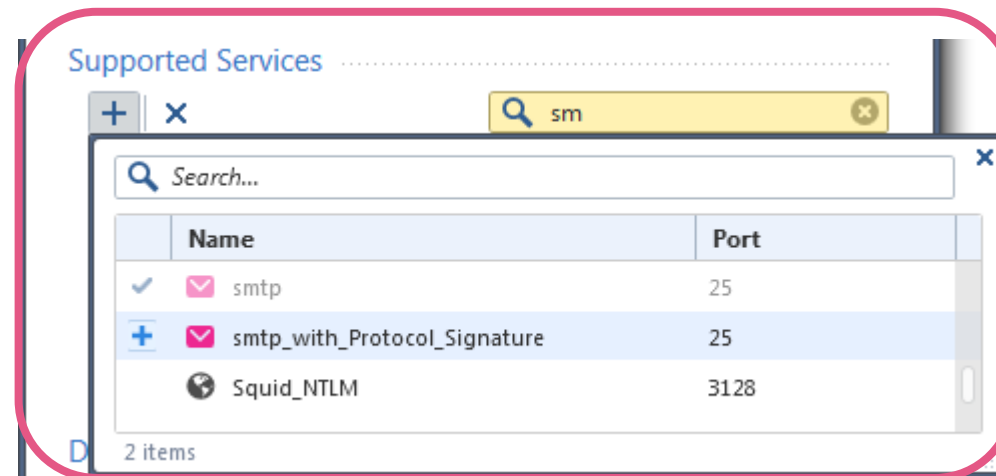 Supported Services
sm
Search...
Name Port
smtp 25
smtp_with_Protocol_Signature 25
Squid_NTLM 3128
D 2 items